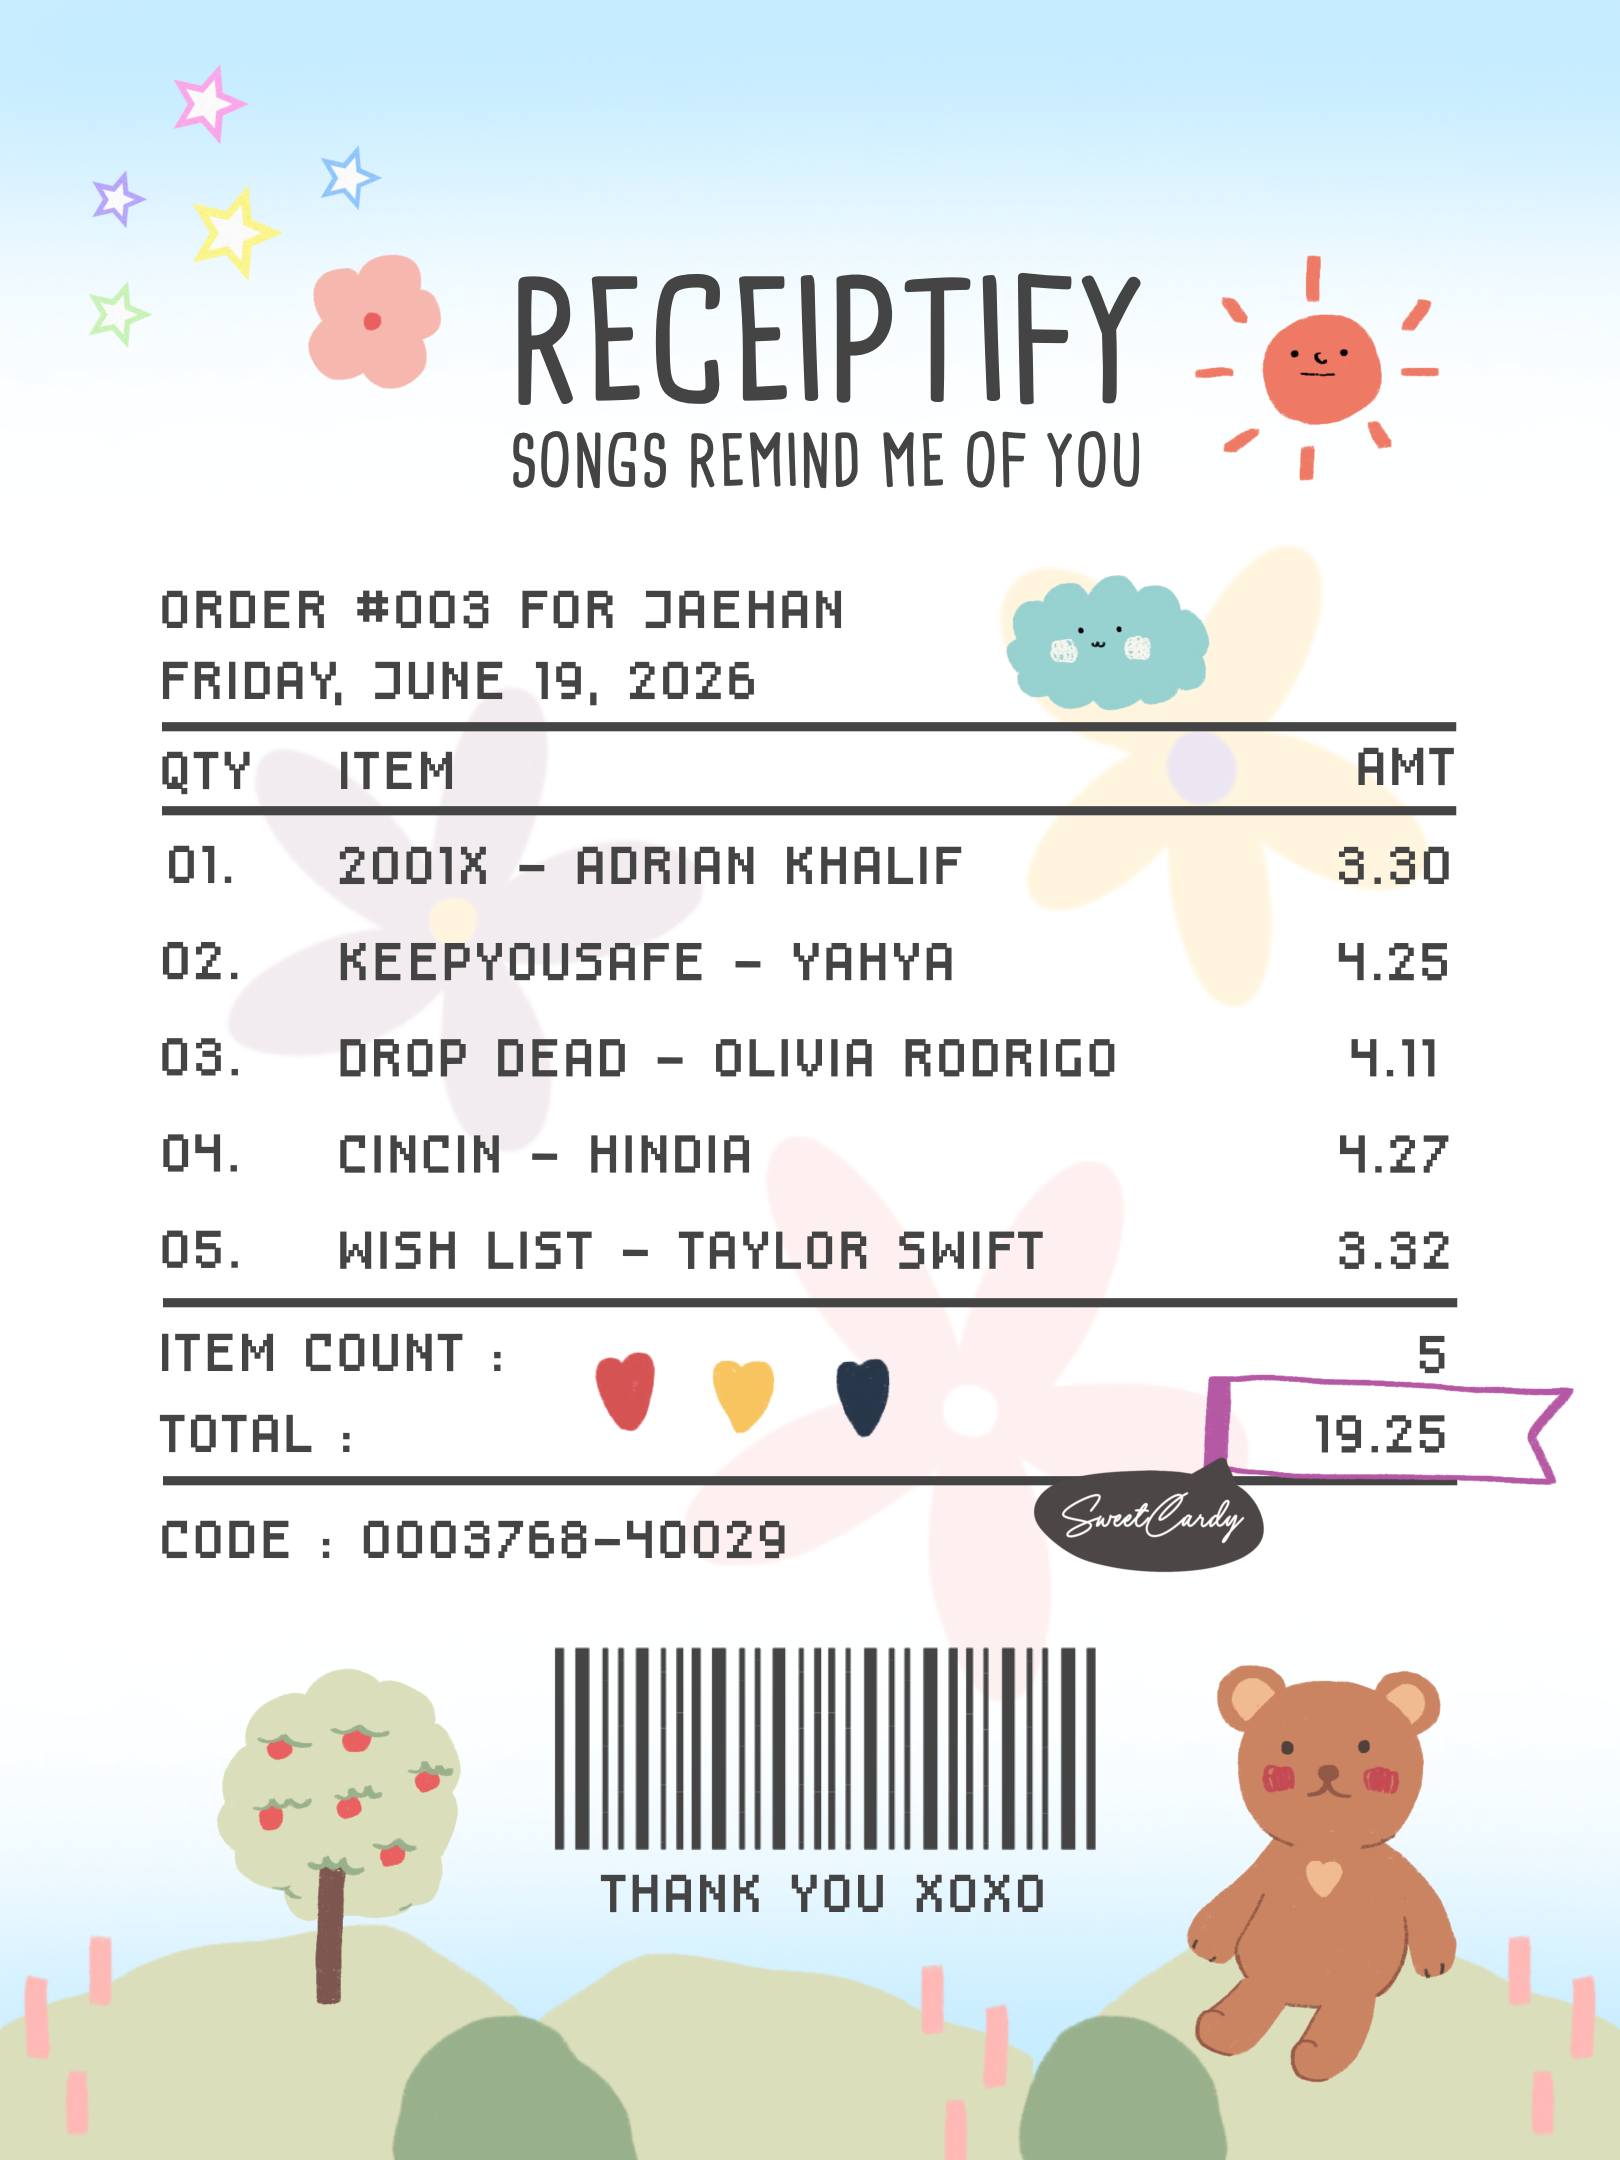 RECEIPTIFY
SONGS REMIND ME OF YOU
ORDER #003 FOR JAEHAN
FRIDAY, JUNE 19, 2026
QTY ITEM AMT
01. 2001X - ADRIAN KHALIF 3.30
02. KEEPYOUSAFE - YAHYA 4.25
03. DROP DEAD - OLIVIA RODRIGO 4.11
04. CINCIN - HINDIA 4.27
05. WISH LIST - TAYLOR SWIFT 3.32
ITEM COUNT : 5
TOTAL : 19.25
SweetCardy
CODE : 0003768-40029
THANK YOU XOXO